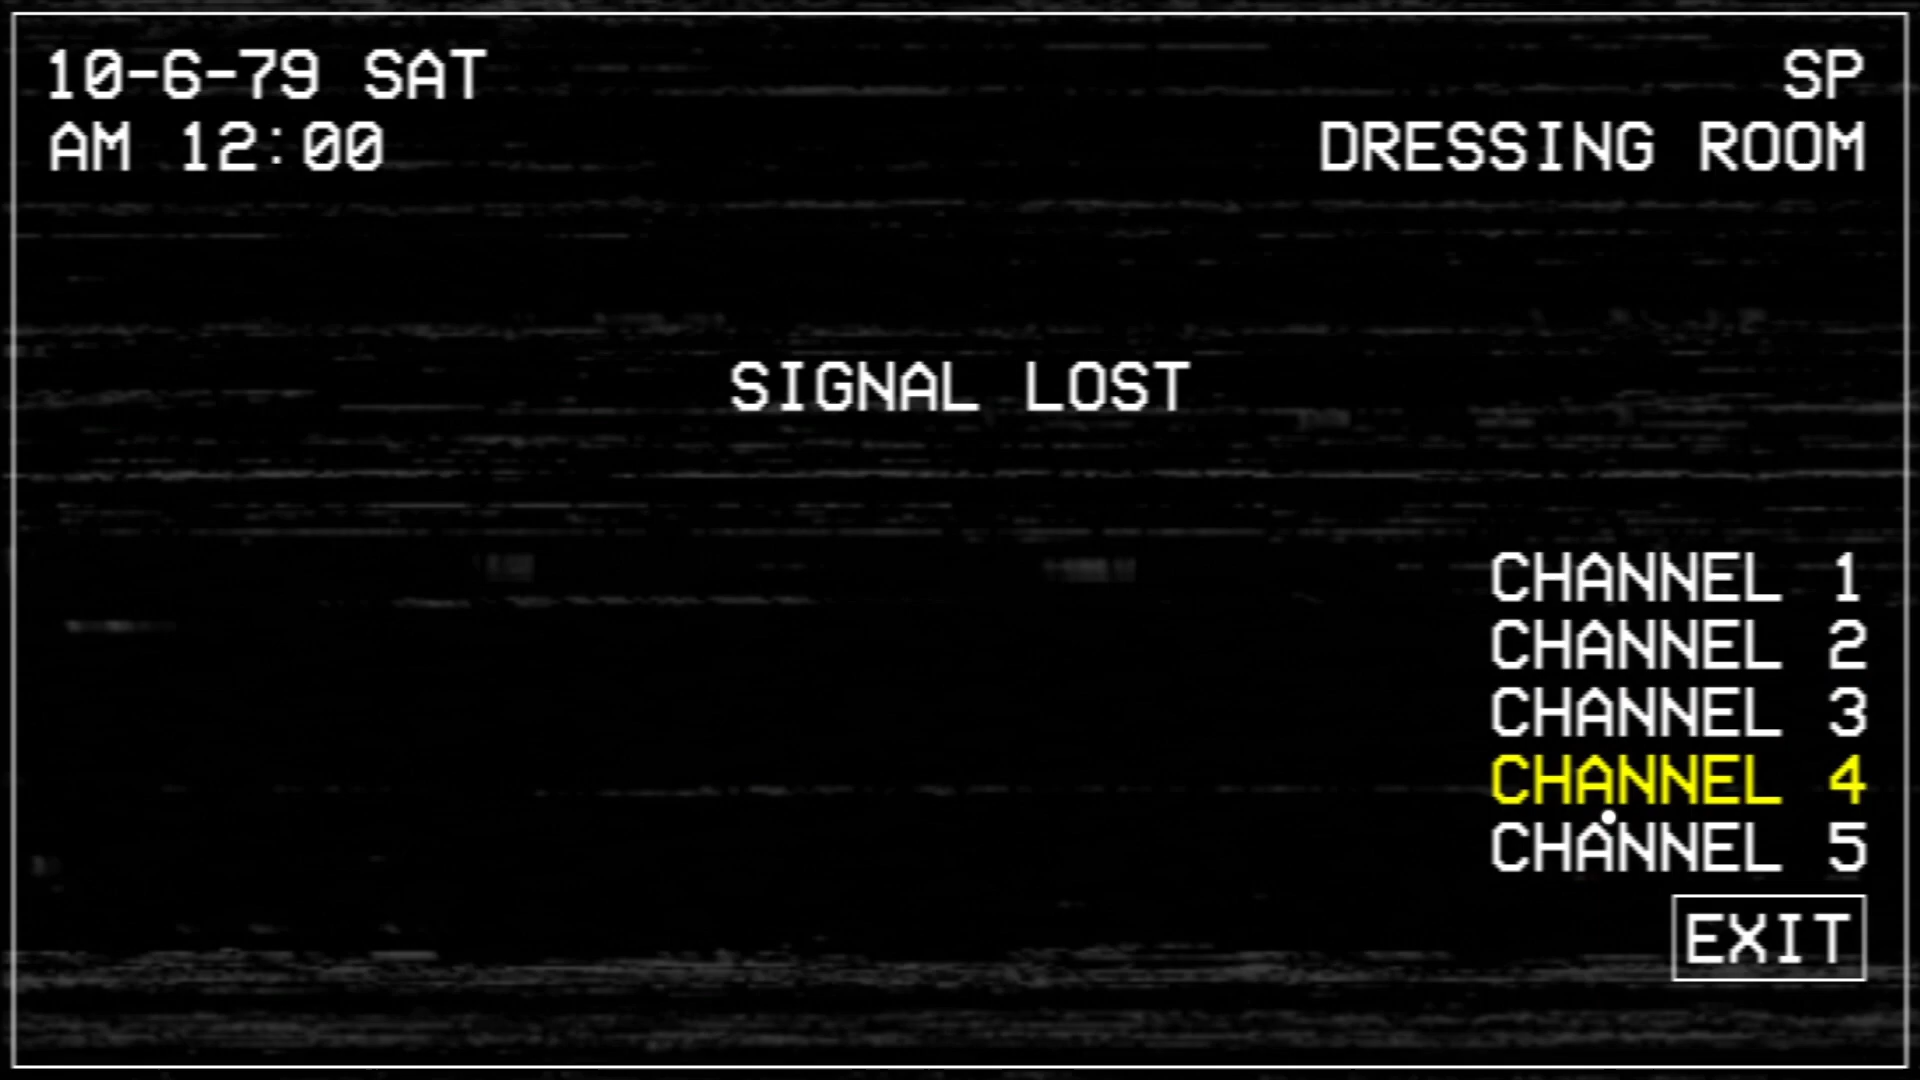 10-6-79 SAT
AM 12:00
SP
DRESSING ROOM
SIGNAL LOST
CHANNEL 1
CHANNEL 2
CHANNEL 3
CHANNEL 4
CHANNEL 5
EXIT